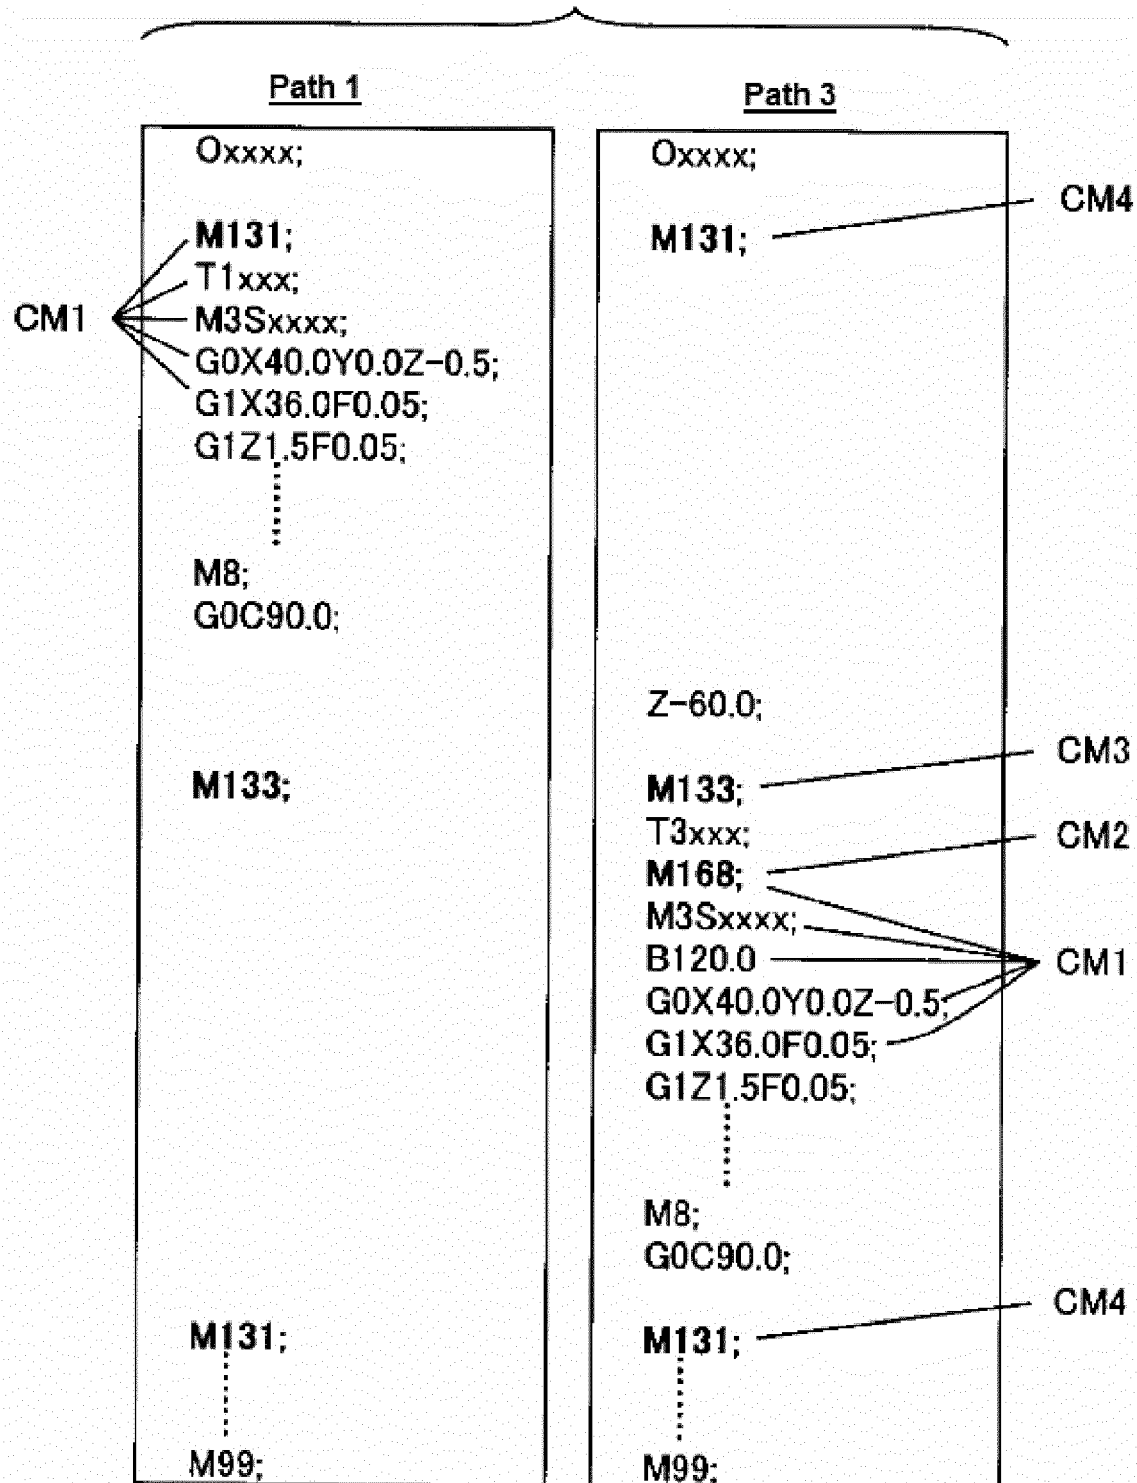 Path 1
Oxxxx;
M131;
T1xxx;
CM1
M3Sxxxx;
G0X40.0Y0.0Z-0.5;
G1X36.0F0.05;
G1Z1.5F0.05;
M8;
G0C90.0;
M133;
M131;
M99;
Path 3
Oxxxx;
M131;
CM4
Z-60.0;
M133;
CM3
T3xxx;
M168;
CM2
M3Sxxxx;
B120.0
CM1
G0X40.0Y0.0Z-0.5;
G1X36.0F0.05;
G1Z1.5F0.05;
M8;
G0C90.0;
M131;
CM4
M99;